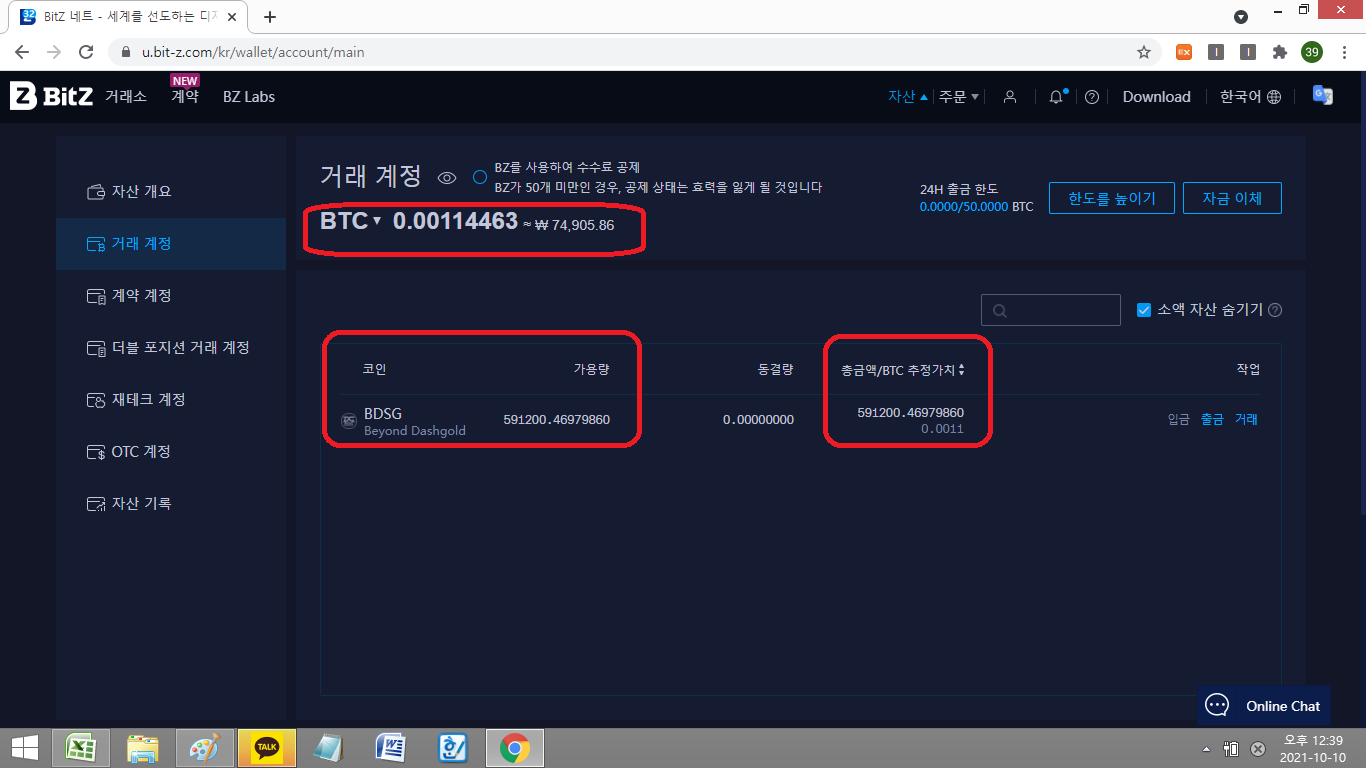 BitZ 네트 - 세계를 선도하는 디지
u.bit-z.com/kr/wallet/account/main
39
BitZ
거래소
NEW
계약
BZ Labs
자산
주문
Download
한국어
자산 개요
거래 계정
계약 계정
더블 포지션 거래 계정
재테크 계정
OTC 계정
자산 기록
거래 계정
BZ를 사용하여 수수료 공제
BZ가 50개 미만인 경우, 공제 상태는 효력을 잃게 될 것입니다
BTC 0.00114463 ≈ ₩ 74,905.86
24H 출금 한도
0.0000/50.0000 BTC
한도를 높이기
자금 이체
소액 자산 숨기기
코인 가용량 동결량 총금액/BTC 추정가치 작업
BDSG
Beyond Dashgold
591200.46979860
0.00000000
591200.46979860
0.0011
입금 출금 거래
Online Chat
TALK
오후 12:39
2021-10-10